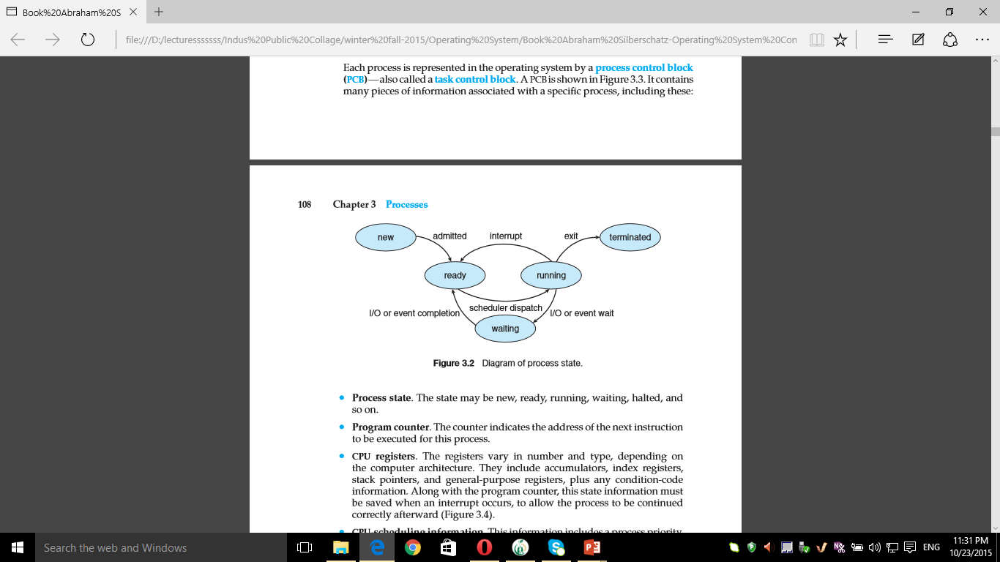 Book%20Abraham%20S
file:///D:/lecturesssssss/Indus%20Public%20Collage/winter%20fall-2015/Operating%20System/Book%20Abraham%20Silberschatz-Operating%20System%20Con
Each process is represented in the operating system by a process control block
(PCB)—also called a task control block. A PCB is shown in Figure 3.3. It contains
many pieces of information associated with a specific process, including these:
108 Chapter 3 Processes
new
admitted
interrupt
exit
terminated
ready
running
scheduler dispatch
I/O or event completion
I/O or event wait
waiting
Figure 3.2 Diagram of process state.
• Process state. The state may be new, ready, running, waiting, halted, and
so on.
• Program counter. The counter indicates the address of the next instruction
to be executed for this process.
• CPU registers. The registers vary in number and type, depending on
the computer architecture. They include accumulators, index registers,
stack pointers, and general-purpose registers, plus any condition-code
information. Along with the program counter, this state information must
be saved when an interrupt occurs, to allow the process to be continued
correctly afterward (Figure 3.4).
• CPU-scheduling information. This information includes a process priority,
Search the web and Windows
ENG
11:31 PM
10/23/2015